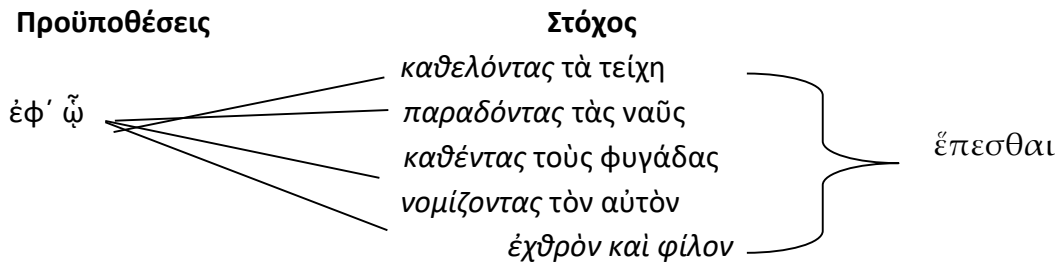 Προϋποθέσεις Στόχος
καθελόντας τὰ τείχη
ἐφ΄ ᾧ παραδόντας τὰς ναῦς
καθέντας τοὺς φυγάδας ἕπεσθαι
νομίζοντας τὸν αὐτὸν
ἐχθρὸν καὶ φίλον